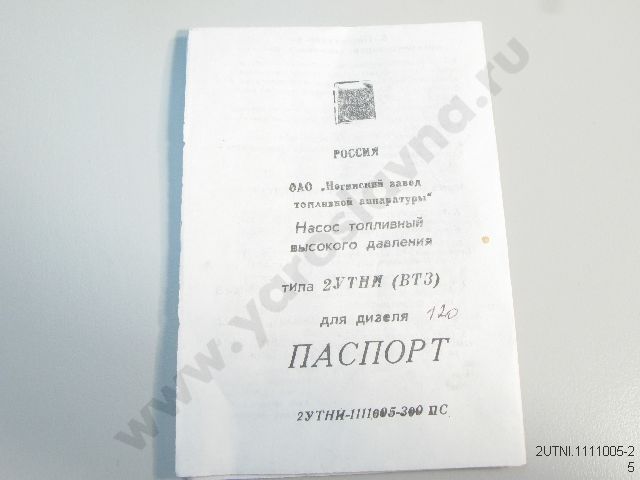 РОССИЯ
ОАО „Ногинский завод
топливной аппаратуры"
Насос топливный
высокого давления
типа 2УТНИ (ВТЗ)
для дизеля 120
ПАСПОРТ
2УТНИ-1111005-300 ПС
www.yaroslavna.ru
2UTNI.1111005-2
5